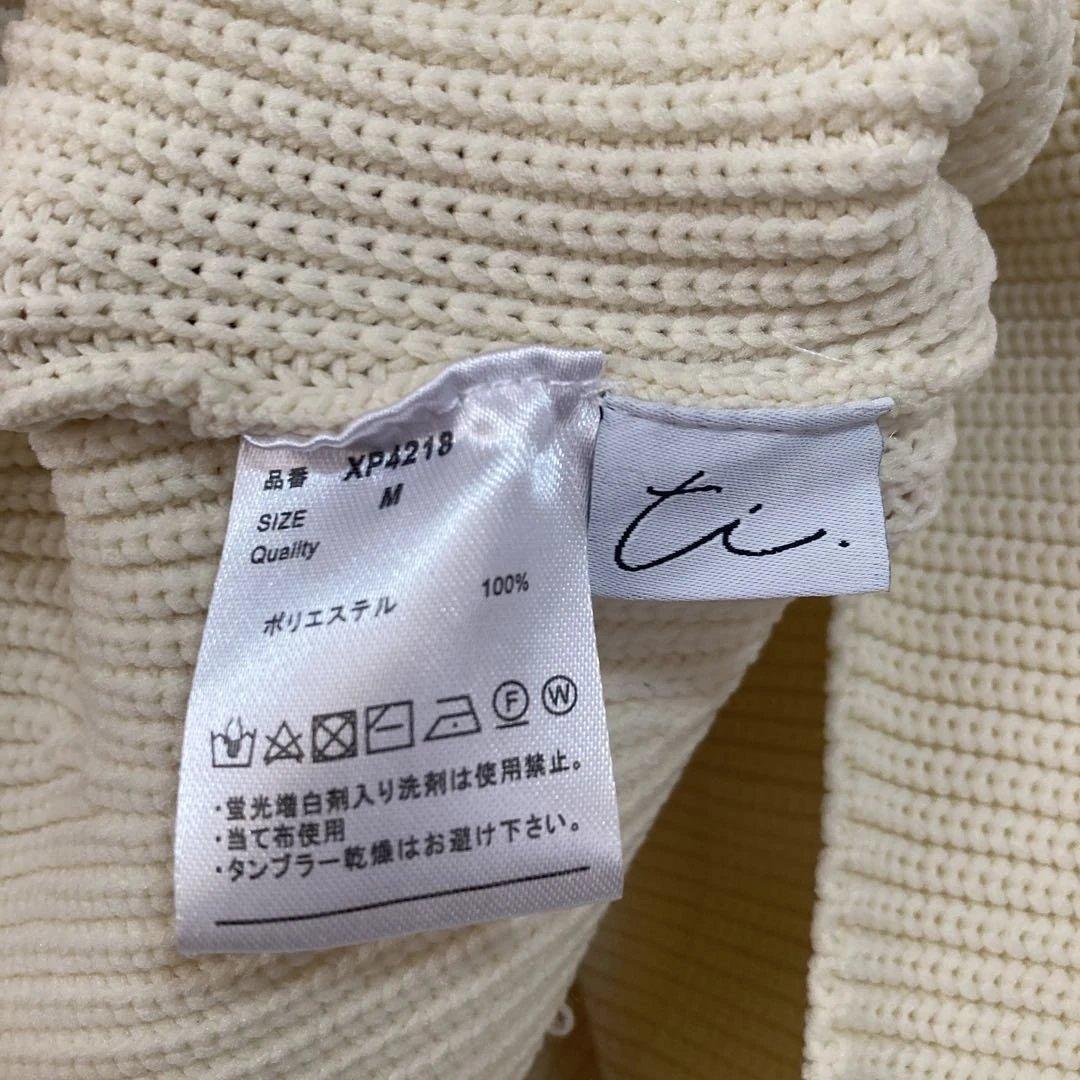 品番 XP4218
SIZE M
Quality
ポリエステル 100%
F W
・蛍光増白剤入り洗剤は使用禁止。
・当て布使用
・タンブラー乾燥はお避け下さい。
ti.